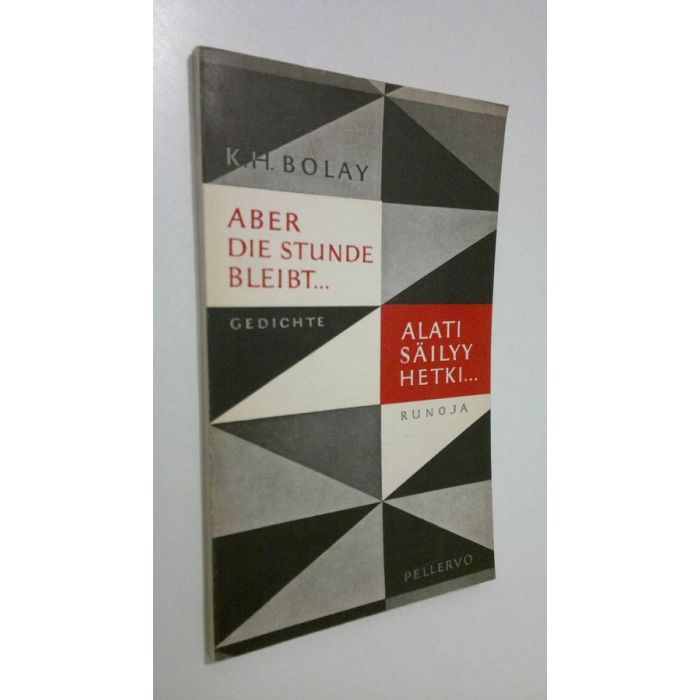 K.H. BOLAY
ABER
DIE STUNDE
BLEIBT...
GEDICHTE
ALATI
SÄILYY
HETKI...
RUNOJA
PELLERVO